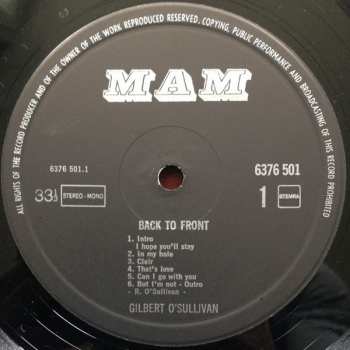 ALL RIGHTS OF THE RECORD PRODUCER AND OF THE OWNER OF THE WORK REPRODUCED RESERVED. COPYING, PUBLIC PERFORMANCE AND BROADCASTING OF THIS RECORD PROHIBITED
MAM
6376 501.1
6376 501
33⅓ STEREO-MONO
1 STEMRA
BACK TO FRONT
1. Intro
I hope you'll stay
2. In my hole
3. Clair
4. That's love
5. Can I go with you
6. But I'm not - Outro
- R. O'Sullivan -
GILBERT O'SULLIVAN